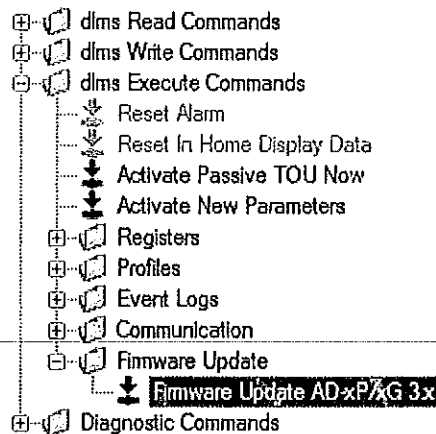 dlms Read Commands
dlms Write Commands
dlms Execute Commands
Reset Alarm
Reset In Home Display Data
Activate Passive TOU Now
Activate New Parameters
Registers
Profiles
Event Logs
Communication
Firmware Update
Firmware Update AD-xP7xG 3x
Diagnostic Commands